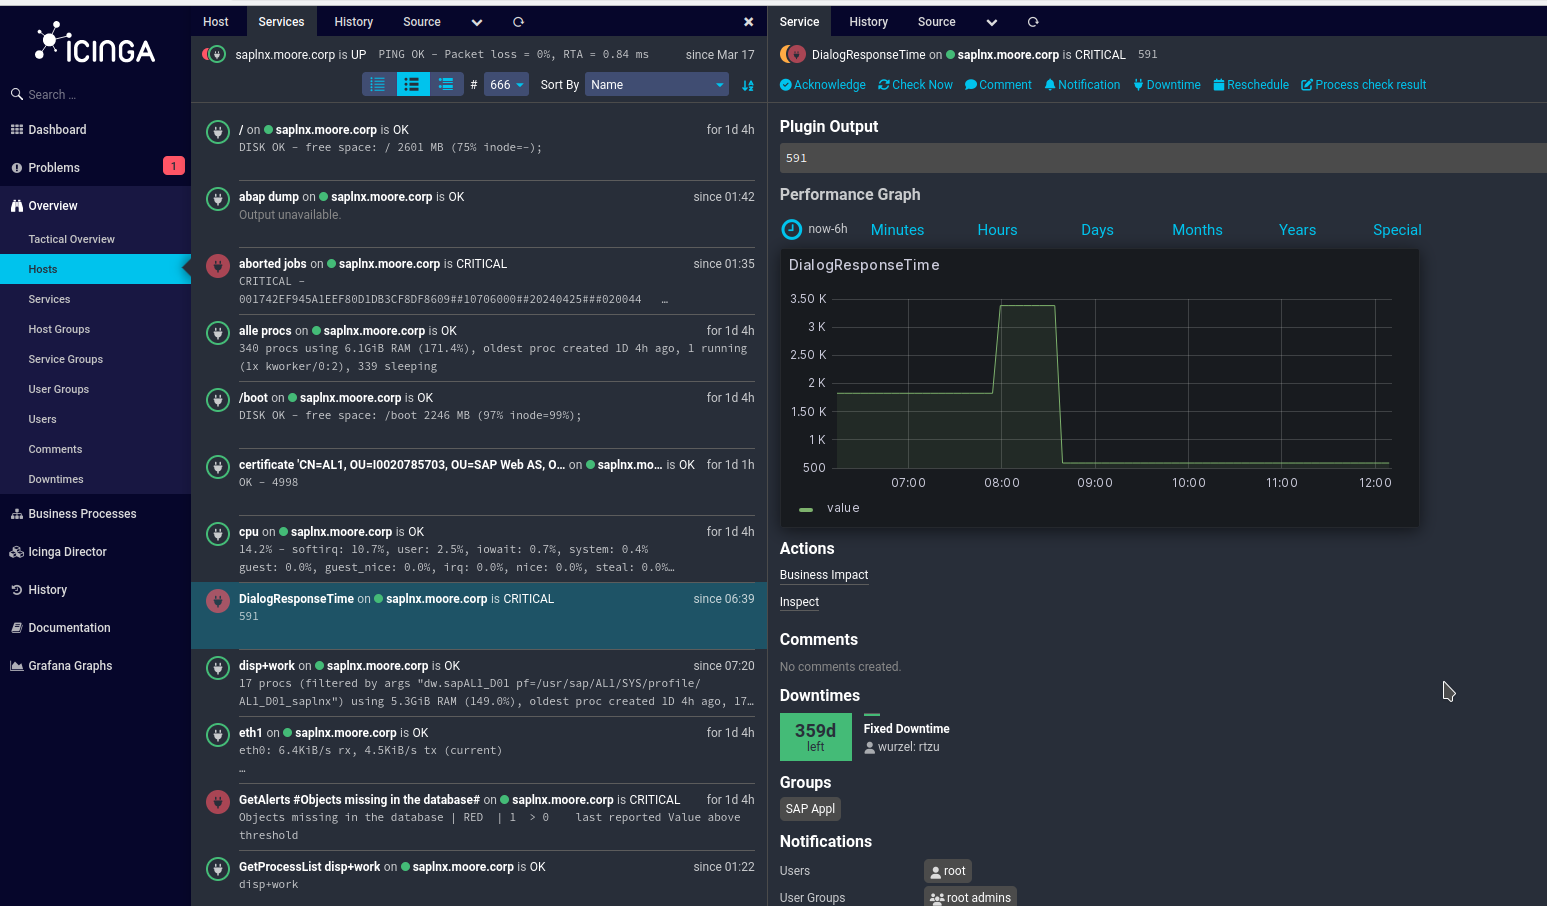 icinga
Search ...
Dashboard
Problems
1
Overview
Tactical Overview
Hosts
Services
Host Groups
Service Groups
User Groups
Users
Comments
Downtimes
Business Processes
Icinga Director
History
Documentation
Grafana Graphs
Host Services History Source
saplnx.moore.corp is UP PING OK - Packet loss = 0%, RTA = 0.84 ms since Mar 17
# 666 Sort By Name
/ on saplnx.moore.corp is OK for 1d 4h
DISK OK - free space: / 2601 MB (75% inode=-);
abap dump on saplnx.moore.corp is OK since 01:42
Output unavailable.
aborted jobs on saplnx.moore.corp is CRITICAL since 01:35
CRITICAL -
001742EF945A1EEF80D1DB3CF8DF8609##10706000##20240425###020044 …
alle procs on saplnx.moore.corp is OK for 1d 4h
340 procs using 6.1GiB RAM (171.4%), oldest proc created 1D 4h ago, 1 running
(1x kworker/0:2), 339 sleeping
/boot on saplnx.moore.corp is OK for 1d 4h
DISK OK - free space: /boot 2246 MB (97% inode=99%);
certificate 'CN=AL1, OU=I0020785703, OU=SAP Web AS, O... on saplnx.mo... is OK for 1d 1h
OK - 4998
cpu on saplnx.moore.corp is OK for 1d 4h
14.2% - softirq: 10.7%, user: 2.5%, iowait: 0.7%, system: 0.4%
guest: 0.0%, guest_nice: 0.0%, irq: 0.0%, nice: 0.0%, steal: 0.0%…
DialogResponseTime on saplnx.moore.corp is CRITICAL since 06:39
591
disp+work on saplnx.moore.corp is OK since 07:20
17 procs (filtered by args "dw.sapAL1_D01 pf=/usr/sap/AL1/SYS/profile/
AL1_D01_saplnx") using 5.3GiB RAM (149.0%), oldest proc created 1D 4h ago, 17…
eth1 on saplnx.moore.corp is OK for 1d 4h
eth0: 6.4KiB/s rx, 4.5KiB/s tx (current)
…
GetAlerts #Objects missing in the database# on saplnx.moore.corp is CRITICAL for 1d 4h
Objects missing in the database | RED | 1 > 0 last reported Value above
threshold
GetProcessList disp+work on saplnx.moore.corp is OK since 01:22
disp+work
Service History Source
DialogResponseTime on saplnx.moore.corp is CRITICAL 591
Acknowledge Check Now Comment Notification Downtime Reschedule Process check result
Plugin Output
591
Performance Graph
now-6h Minutes Hours Days Months Years Special
DialogResponseTime
3.50 K
3 K
2.50 K
2 K
1.50 K
1 K
500
07:00 08:00 09:00 10:00 11:00 12:00
value
Actions
Business Impact
Inspect
Comments
No comments created.
Downtimes
359d
left
Fixed Downtime
wurzel: rtzu
Groups
SAP Appl
Notifications
Users root
User Groups root admins